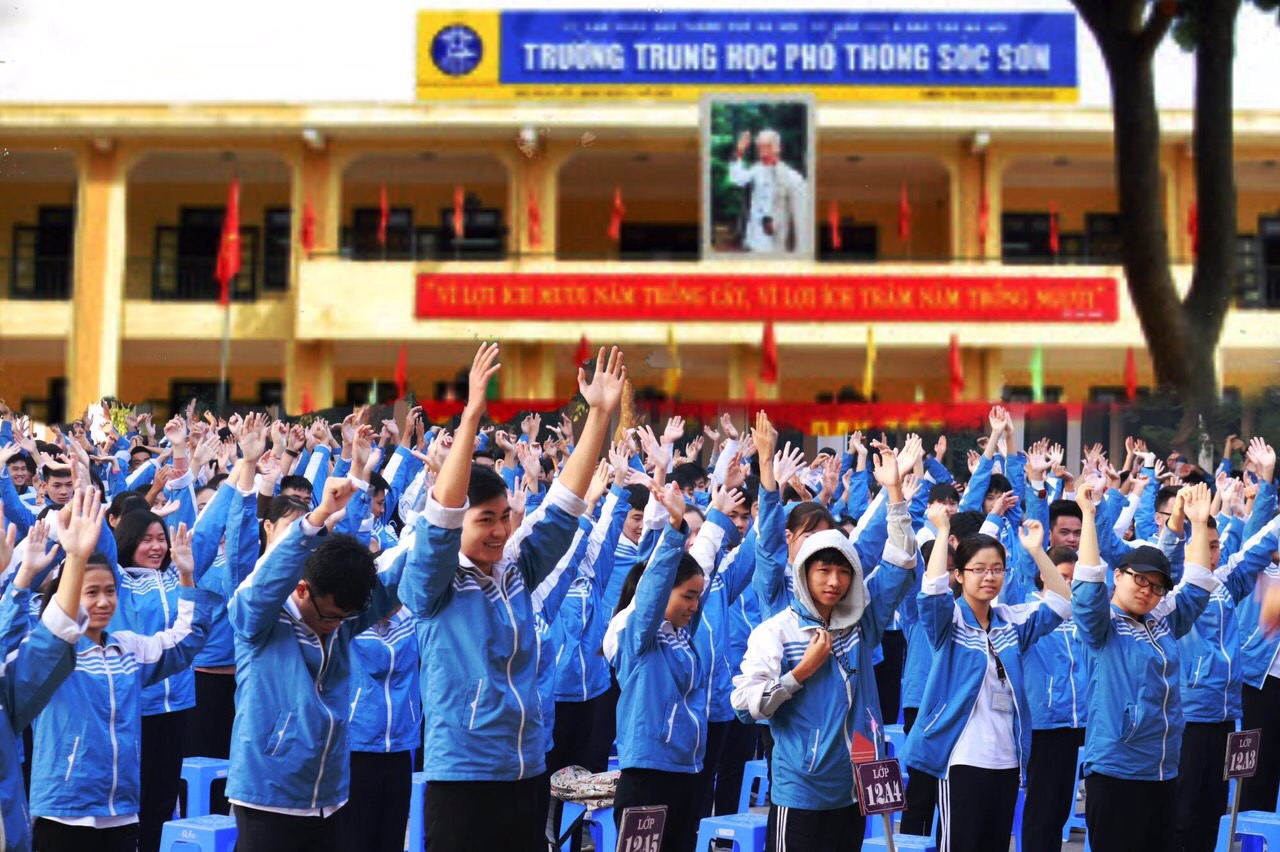 TRƯỜNG TRUNG HỌC PHỔ THÔNG SÓC SƠN
"VÌ LỢI ÍCH MƯỜI NĂM TRỒNG CÂY, VÌ LỢI ÍCH TRĂM NĂM TRỒNG NGƯỜI"
LỚP
12A3
LỚP
12A4
LỚP
12A5